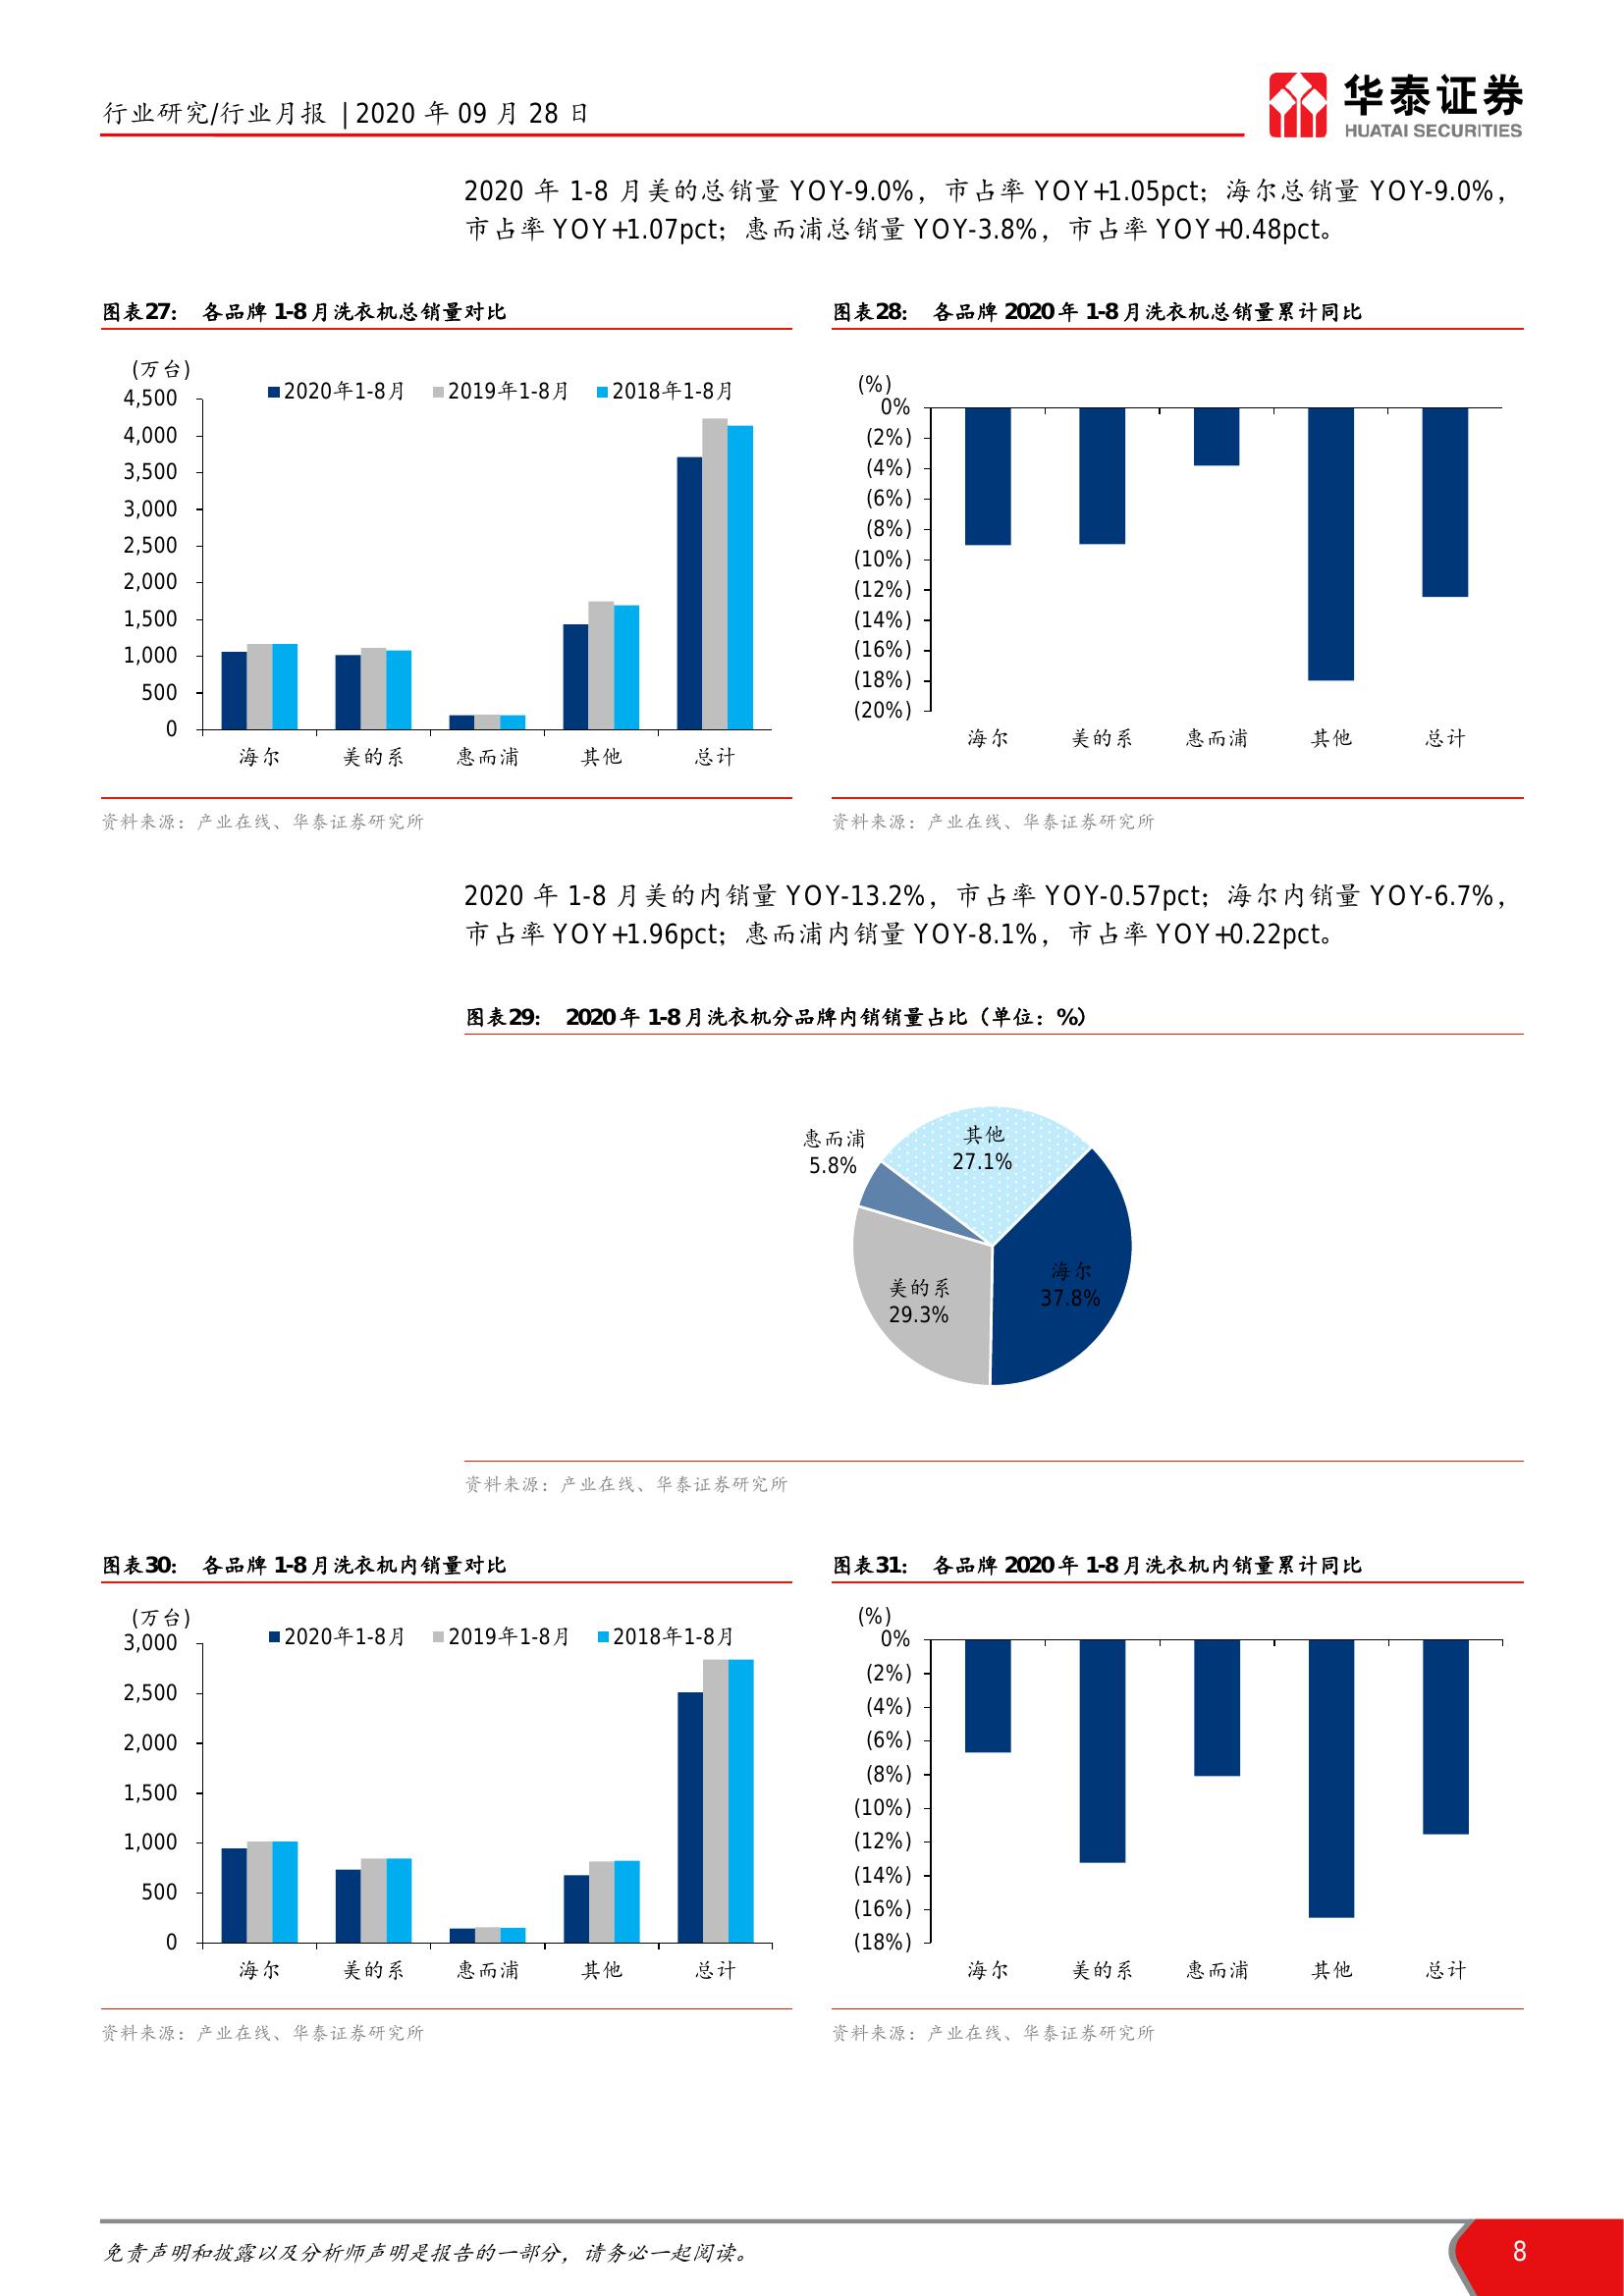 行业研究/行业月报 | 2020 年 09 月 28 日
华泰证券
HUATAI SECURITIES
2020 年 1-8 月美的总销量 YOY-9.0%，市占率 YOY+1.05pct；海尔总销量 YOY-9.0%，
市占率 YOY+1.07pct；惠而浦总销量 YOY-3.8%，市占率 YOY+0.48pct。
图表27： 各品牌 1-8 月洗衣机总销量对比
(万台)
2020年1-8月 2019年1-8月 2018年1-8月
4,500
4,000
3,500
3,000
2,500
2,000
1,500
1,000
500
0
海尔 美的系 惠而浦 其他 总计
资料来源：产业在线、华泰证券研究所
图表28： 各品牌 2020 年 1-8 月洗衣机总销量累计同比
(%)
0%
(2%)
(4%)
(6%)
(8%)
(10%)
(12%)
(14%)
(16%)
(18%)
(20%)
海尔 美的系 惠而浦 其他 总计
资料来源：产业在线、华泰证券研究所
2020 年 1-8 月美的内销量 YOY-13.2%，市占率 YOY-0.57pct；海尔内销量 YOY-6.7%，
市占率 YOY+1.96pct；惠而浦内销量 YOY-8.1%，市占率 YOY+0.22pct。
图表29： 2020 年 1-8 月洗衣机分品牌内销销量占比（单位：%）
其他
27.1%
惠而浦
5.8%
海尔
37.8%
美的系
29.3%
资料来源：产业在线、华泰证券研究所
图表30： 各品牌 1-8 月洗衣机内销量对比
(万台)
2020年1-8月 2019年1-8月 2018年1-8月
3,000
2,500
2,000
1,500
1,000
500
0
海尔 美的系 惠而浦 其他 总计
资料来源：产业在线、华泰证券研究所
图表31： 各品牌 2020 年 1-8 月洗衣机内销量累计同比
(%)
0%
(2%)
(4%)
(6%)
(8%)
(10%)
(12%)
(14%)
(16%)
(18%)
海尔 美的系 惠而浦 其他 总计
资料来源：产业在线、华泰证券研究所
免责声明和披露以及分析师声明是报告的一部分，请务必一起阅读。
8